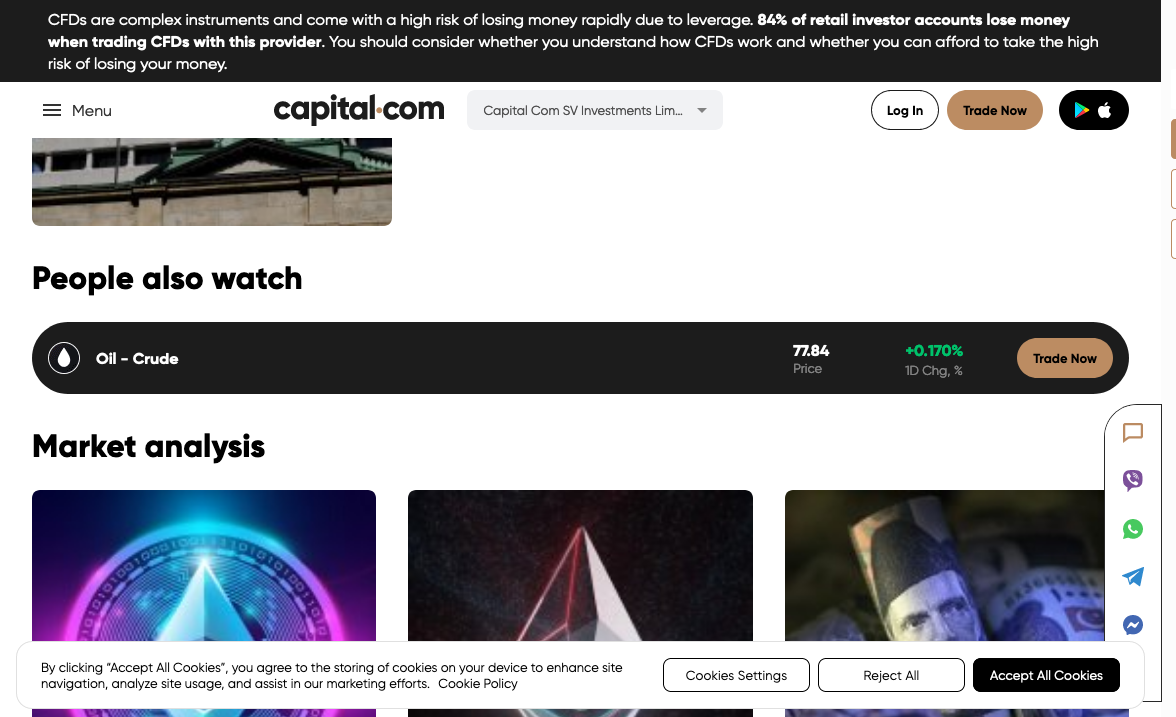 CFDs are complex instruments and come with a high risk of losing money rapidly due to leverage. 84% of retail investor accounts lose money
when trading CFDs with this provider. You should consider whether you understand how CFDs work and whether you can afford to take the high
risk of losing your money.
Menu
capital.com
Capital Com SV Investments Lim...
Log In
Trade Now
People also watch
Oil - Crude
77.84
Price
+0.170%
1D Chg, %
Trade Now
Market analysis
By clicking “Accept All Cookies”, you agree to the storing of cookies on your device to enhance site
navigation, analyze site usage, and assist in our marketing efforts. Cookie Policy
Cookies Settings
Reject All
Accept All Cookies